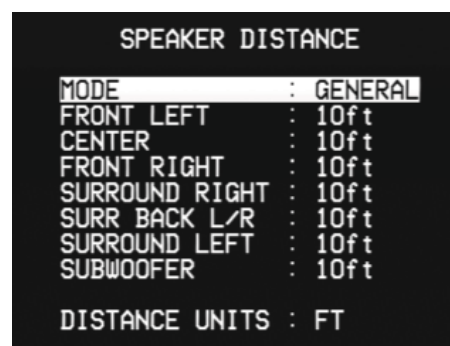 SPEAKER DISTANCE
MODE : GENERAL
FRONT LEFT : 10ft
CENTER : 10ft
FRONT RIGHT : 10ft
SURROUND RIGHT : 10ft
SURR BACK L/R : 10ft
SURROUND LEFT : 10ft
SUBWOOFER : 10ft
DISTANCE UNITS : FT